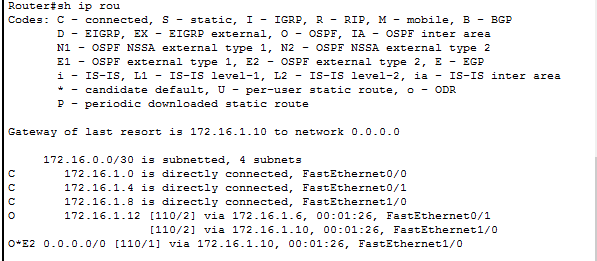 Router#sh ip rou
Codes: C - connected, S - static, I - IGRP, R - RIP, M - mobile, B - BGP
       D - EIGRP, EX - EIGRP external, O - OSPF, IA - OSPF inter area
       N1 - OSPF NSSA external type 1, N2 - OSPF NSSA external type 2
       E1 - OSPF external type 1, E2 - OSPF external type 2, E - EGP
       i - IS-IS, L1 - IS-IS level-1, L2 - IS-IS level-2, ia - IS-IS inter area
       * - candidate default, U - per-user static route, o - ODR
       P - periodic downloaded static route
Gateway of last resort is 172.16.1.10 to network 0.0.0.0
     172.16.0.0/30 is subnetted, 4 subnets
C       172.16.1.0 is directly connected, FastEthernet0/0
C       172.16.1.4 is directly connected, FastEthernet0/1
C       172.16.1.8 is directly connected, FastEthernet1/0
O       172.16.1.12 [110/2] via 172.16.1.6, 00:01:26, FastEthernet0/1
                    [110/2] via 172.16.1.10, 00:01:26, FastEthernet1/0
O*E2 0.0.0.0/0 [110/1] via 172.16.1.10, 00:01:26, FastEthernet1/0